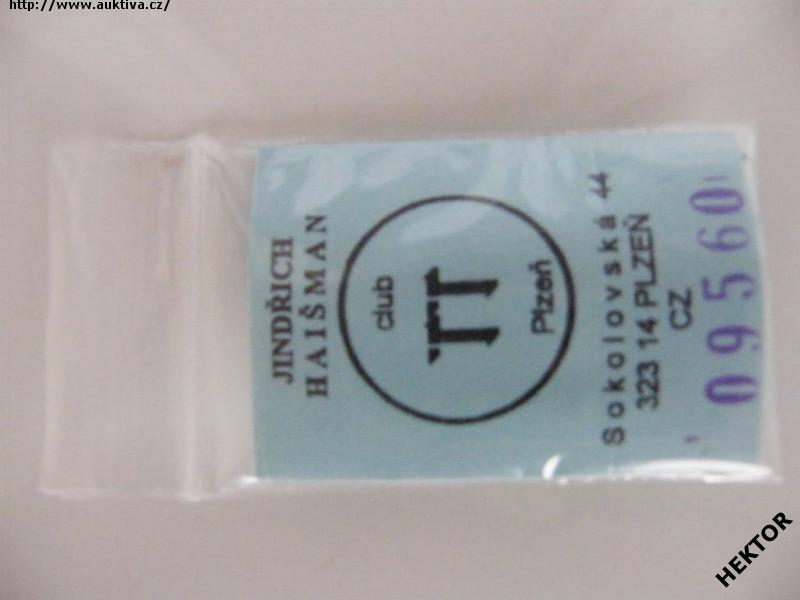 http://www.auktiva.cz/
JINDŘICH
HAIŠMAN
club
TT
Plzeň
Sokolovská 44
323 14 PLZEŇ
CZ
09560
HEKTOR